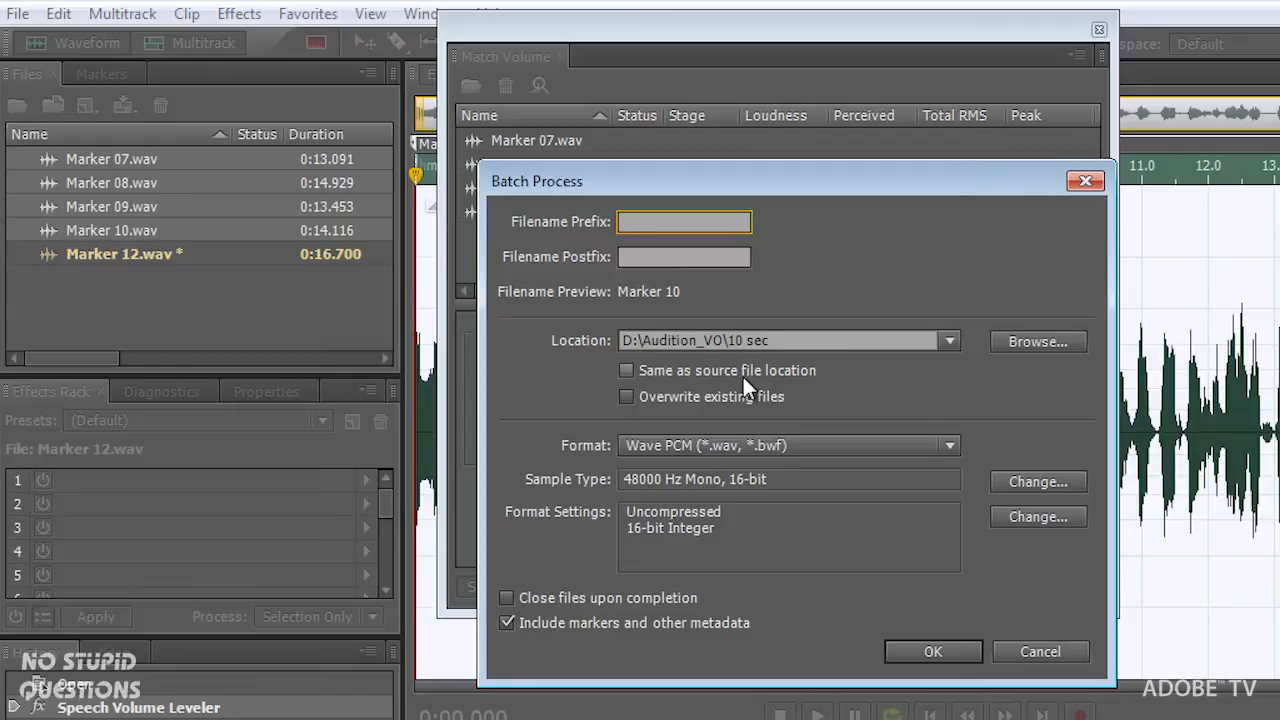 File Edit Multitrack Clip Effects Favorites View
Waveform Multitrack
space: Default
Files Markers
Name Status Duration
Marker 07.wav 0:13.091
Marker 08.wav 0:14.929
Marker 09.wav 0:13.453
Marker 10.wav 0:14.116
Marker 12.wav * 0:16.700
Match Volume
Name Status Stage Loudness Perceived Total RMS Peak
Marker 07.wav
11.0 12.0 13.
Batch Process
Filename Prefix:
Filename Postfix:
Filename Preview: Marker 10
Location: D:\Audition_VO\10 sec Browse...
Same as source file location
Overwrite existing files
Format: Wave PCM (*.wav, *.bwf)
Sample Type: 48000 Hz Mono, 16-bit Change...
Format Settings: Uncompressed Change...
16-bit Integer
Close files upon completion
Include markers and other metadata
OK Cancel
Effects Rack Diagnostics Properties
Presets: (Default)
File: Marker 12.wav
1
2
3
4
5
Apply Process: Selection Only
NO STUPID
QUESTIONS
Open
fx Speech Volume Leveler
0:00.000
ADOBE TV